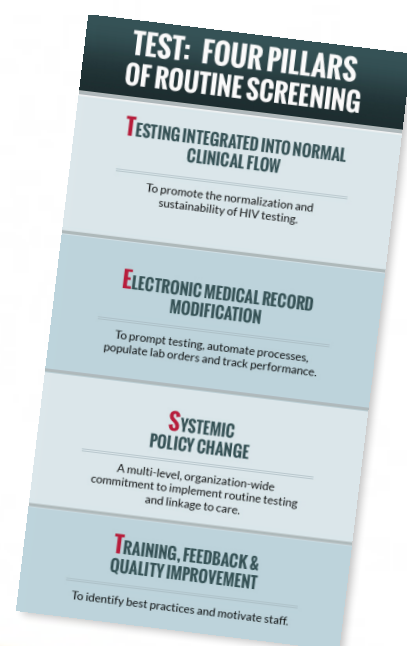 TEST: FOUR PILLARS
OF ROUTINE SCREENING
TESTING INTEGRATED INTO NORMAL
CLINICAL FLOW
To promote the normalization and
sustainability of HIV testing.
ELECTRONIC MEDICAL RECORD
MODIFICATION
To prompt testing, automate processes,
populate lab orders and track performance.
SYSTEMIC
POLICY CHANGE
A multi-level, organization-wide
commitment to implement routine testing
and linkage to care.
TRAINING, FEEDBACK &
QUALITY IMPROVEMENT
To identify best practices and motivate staff.